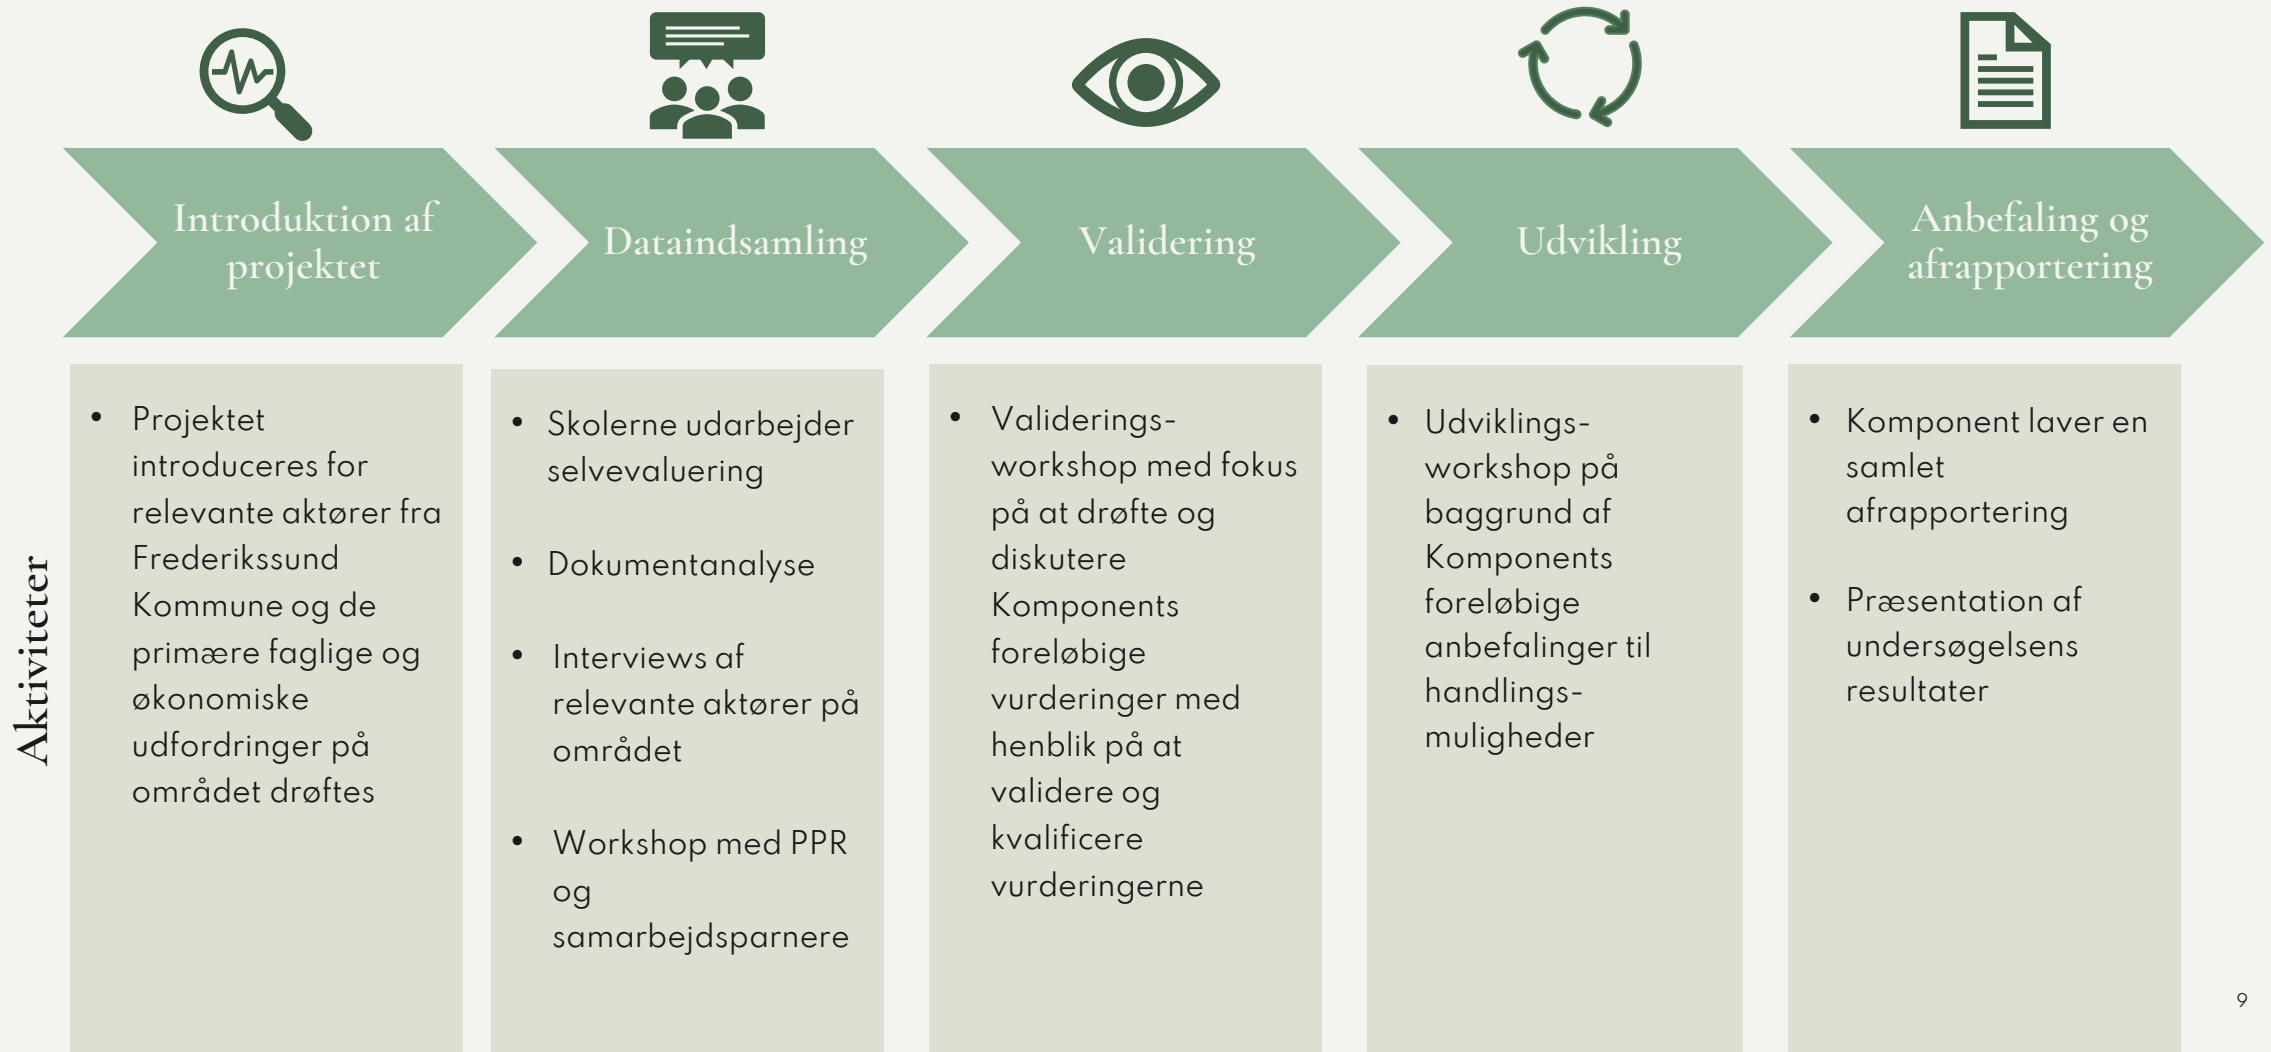 Introduktion af
projektet
Dataindsamling
Validering
Udvikling
Anbefaling og
afrapportering
Aktiviteter
• Projektet
introduceres for
relevante aktører fra
Frederikssund
Kommune og de
primære faglige og
økonomiske
udfordringer på
området drøftes
• Skolerne udarbejder
selvevaluering
• Dokumentanalyse
• Interviews af
relevante aktører på
området
• Workshop med PPR
og
samarbejdsparnere
• Validerings-
workshop med fokus
på at drøfte og
diskutere
Komponents
foreløbige
vurderinger med
henblik på at
validere og
kvalificere
vurderingerne
• Udviklings-
workshop på
baggrund af
Komponents
foreløbige
anbefalinger til
handlings-
muligheder
• Komponent laver en
samlet
afrapportering
• Præsentation af
undersøgelsens
resultater
9